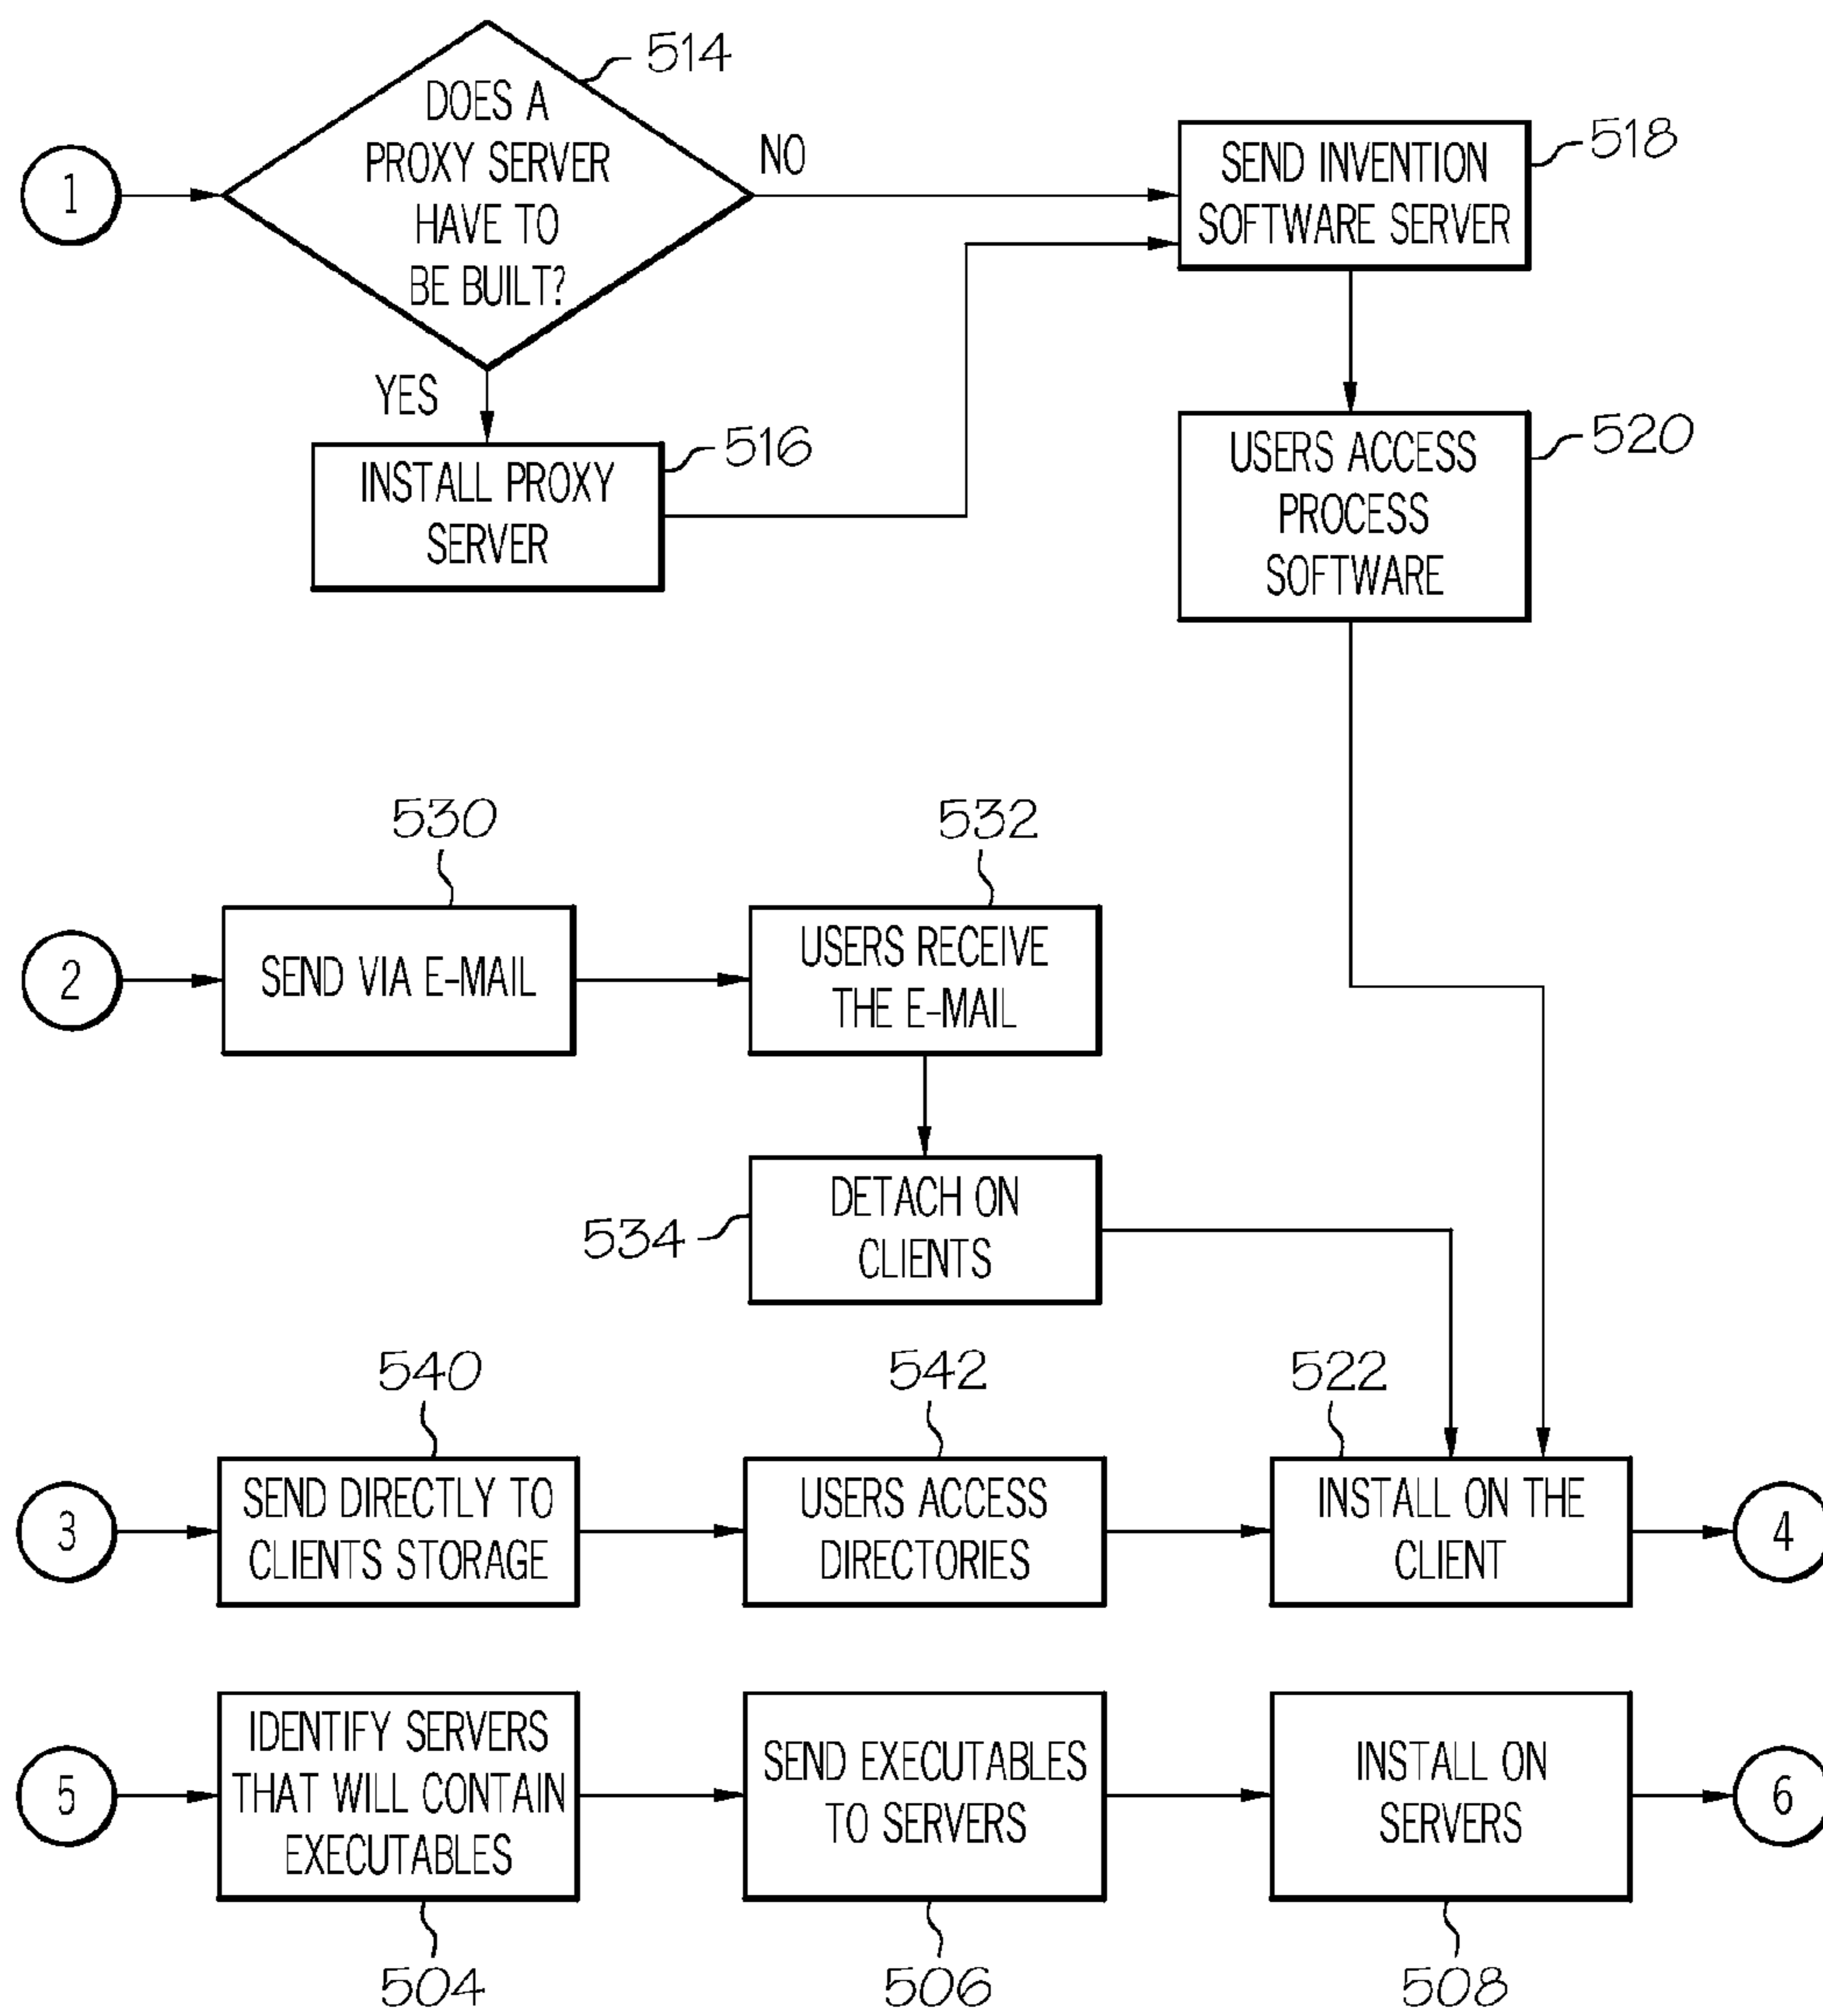 514
DOES A
PROXY SERVER
HAVE TO
BE BUILT?
1
NO
YES
516
INSTALL PROXY
SERVER
518
SEND INVENTION
SOFTWARE SERVER
520
USERS ACCESS
PROCESS
SOFTWARE
530
532
2
SEND VIA E-MAIL
USERS RECEIVE
THE E-MAIL
534
DETACH ON
CLIENTS
540
542
522
3
SEND DIRECTLY TO
CLIENTS STORAGE
USERS ACCESS
DIRECTORIES
INSTALL ON THE
CLIENT
4
5
IDENTIFY SERVERS
THAT WILL CONTAIN
EXECUTABLES
SEND EXECUTABLES
TO SERVERS
INSTALL ON
SERVERS
6
504
506
508